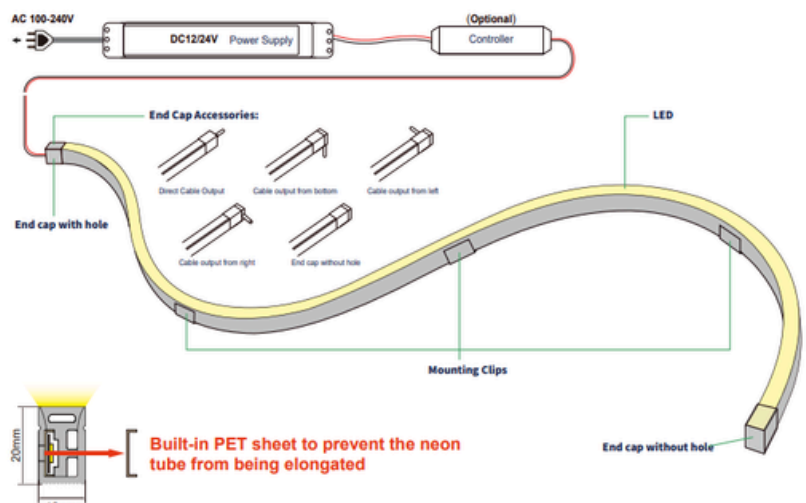 AC 100-240V
DC12/24V Power Supply
(Optional)
Controller
End Cap Accessories:
LED
Direct Cable Output
Cable output from bottom
Cable output from left
End cap with hole
Cable output from right
End cap without hole
Mounting Clips
20mm
Built-in PET sheet to prevent the neon
tube from being elongated
End cap without hole